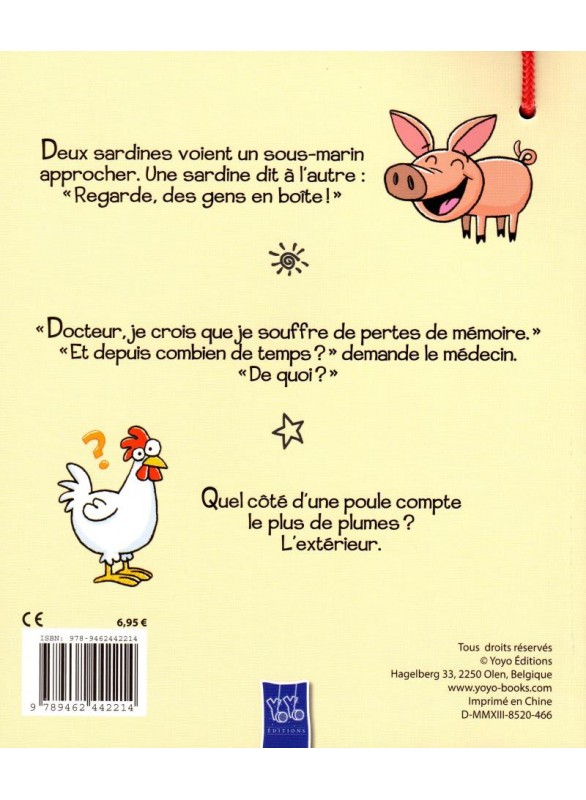 Deux sardines voient un sous-marin
approcher. Une sardine dit à l'autre :
« Regarde, des gens en boîte ! »
« Docteur, je crois que je souffre de pertes de mémoire. »
« Et depuis combien de temps ? » demande le médecin.
« De quoi ? »
?
Quel côté d'une poule compte
le plus de plumes ?
L'extérieur.
CE
6,95 €
ISBN: 978-9462442214
9 789462 442214
YOYO
ÉDITIONS
Tous droits réservés
© Yoyo Éditions
Hagelberg 33, 2250 Olen, Belgique
www.yoyo-books.com
Imprimé en Chine
D-MMXIII-8520-466